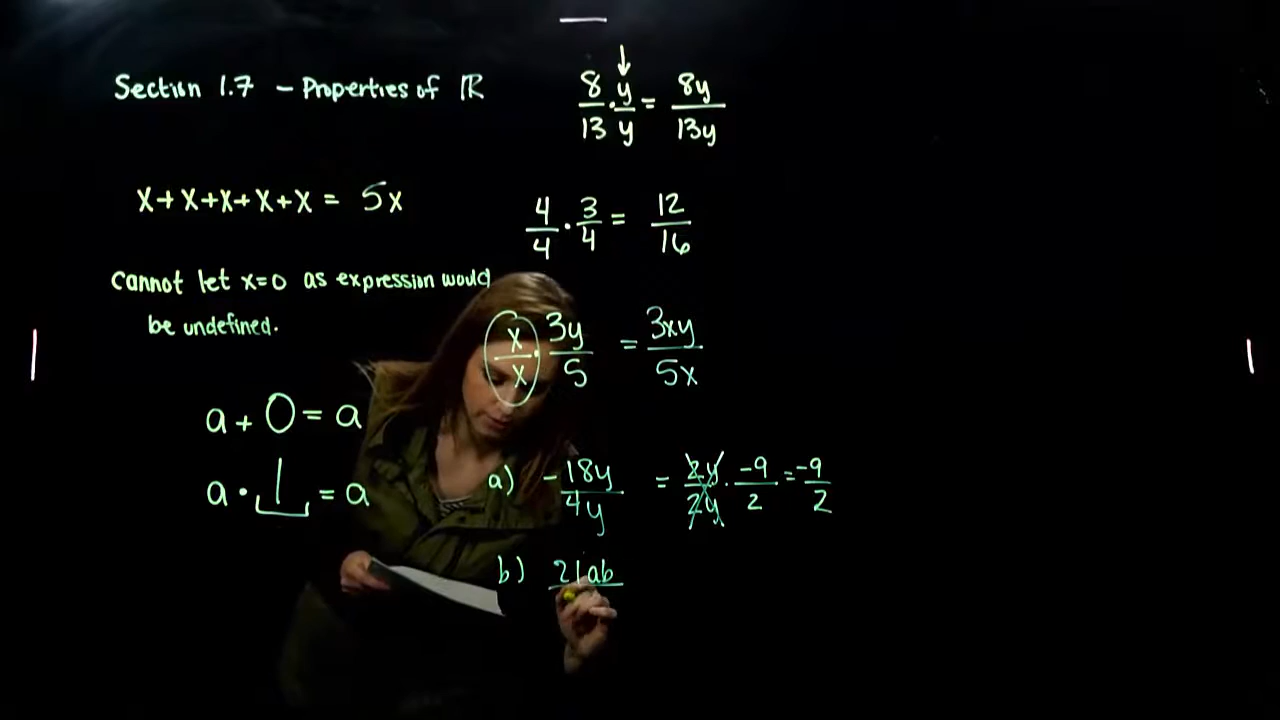 Section 1.7 – Properties of ℝ
8/13 · y/y = 8y/13y
x+x+x+x+x = 5x
4/4 · 3/4 = 12/16
cannot let x=0 as expression would
be undefined.
x/x · 3y/5 = 3xy/5x
a + 0 = a
a · 1 = a
a) -18y/4y = 2y/2y · -9/2 = -9/2
b) 21ab